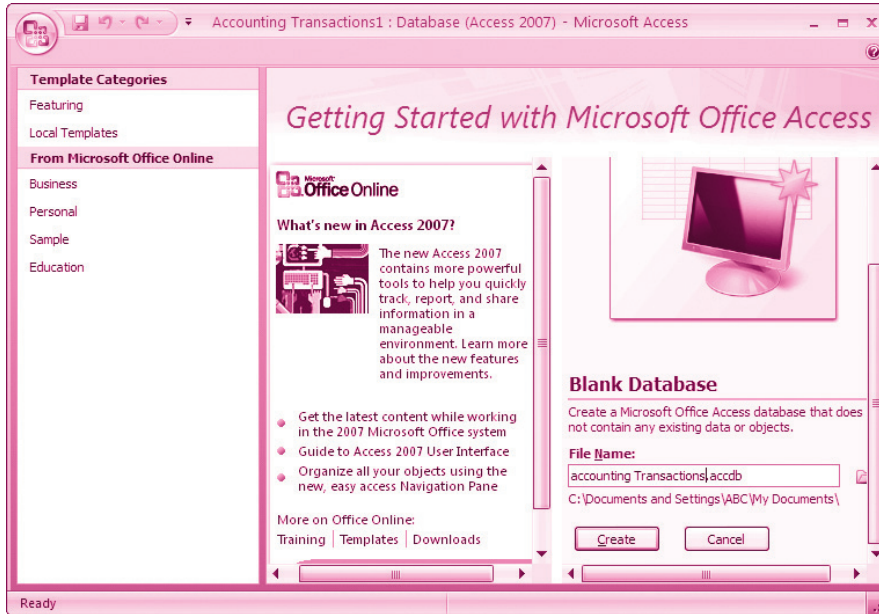 Accounting Transactions1 : Database (Access 2007) - Microsoft Access
Template Categories
Featuring
Local Templates
From Microsoft Office Online
Business
Personal
Sample
Education
Getting Started with Microsoft Office Access
Microsoft
Office Online
What's new in Access 2007?
The new Access 2007
contains more powerful
tools to help you quickly
track, report, and share
information in a
manageable
environment. Learn more
about the new features
and improvements.
Get the latest content while working
in the 2007 Microsoft Office system
Guide to Access 2007 User Interface
Organize all your objects using the
new, easy access Navigation Pane
More on Office Online:
Training | Templates | Downloads
Blank Database
Create a Microsoft Office Access database that does
not contain any existing data or objects.
File Name:
accounting Transactions.accdb
C:\Documents and Settings\ABC\My Documents\
Create
Cancel
Ready